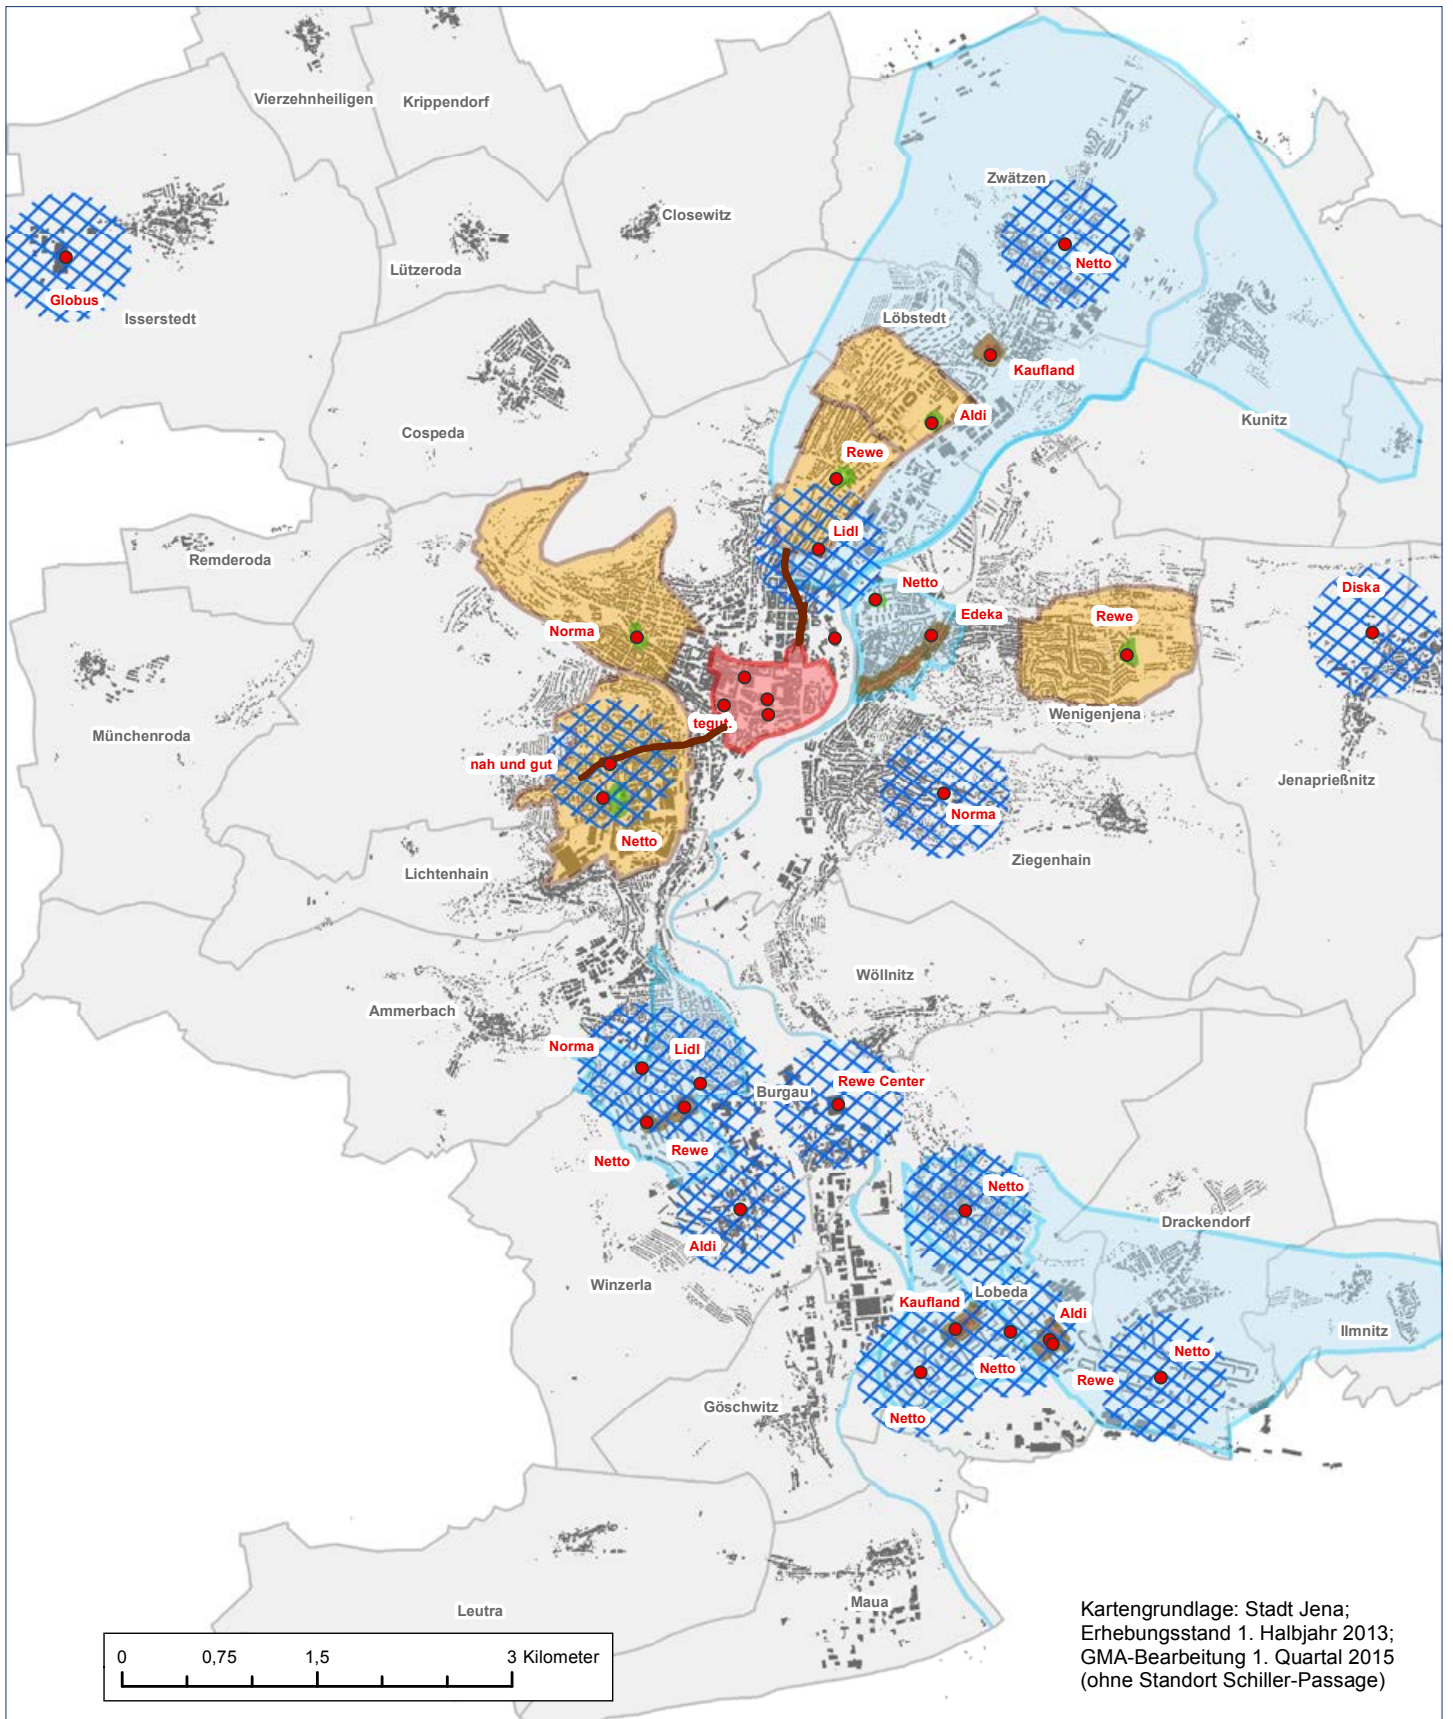 Vierzehnheiligen
Krippendorf
Closewitz
Zwätzen
Lützeroda
Netto
Globus
Isserstedt
Löbstedt
Kaufland
Aldi
Kunitz
Cospeda
Rewe
Lidl
Remderoda
Netto
Diska
Edeka
Norma
Rewe
Wenigenjena
tegut.
Münchenroda
nah und gut
Jenaprießnitz
Norma
Netto
Ziegenhain
Lichtenhain
Wöllnitz
Ammerbach
Norma
Lidl
Rewe Center
Burgau
Rewe
Netto
Netto
Drackendorf
Aldi
Winzerla
Lobeda
Kaufland
Aldi
Ilmnitz
Netto
Netto
Rewe
Göschwitz
Netto
Maua
Leutra
Kartengrundlage: Stadt Jena;
Erhebungsstand 1. Halbjahr 2013;
GMA-Bearbeitung 1. Quartal 2015
(ohne Standort Schiller-Passage)
0 0,75 1,5 3 Kilometer